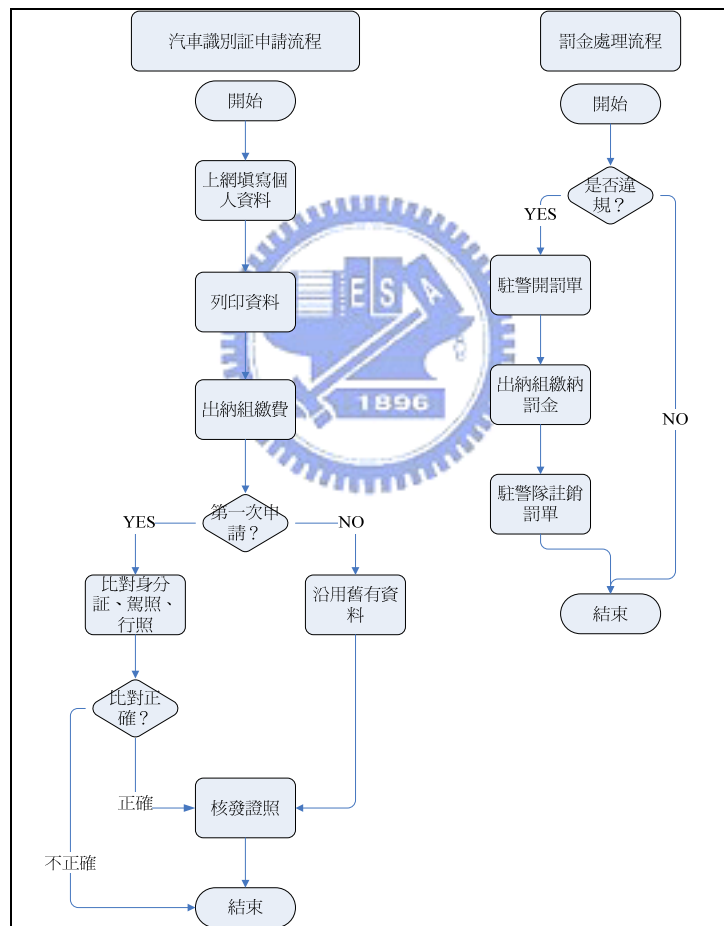 汽車識別証申請流程
開始
上網填寫個
人資料
列印資料
出納組繳費
第一次申
請？
YES
NO
比對身分
証、駕照、
行照
沿用舊有資
料
比對正
確？
正確
不正確
核發證照
結束
罰金處理流程
開始
是否違
規？
YES
NO
駐警開罰單
出納組繳納
罰金
駐警隊註銷
罰單
結束
ESA
1896